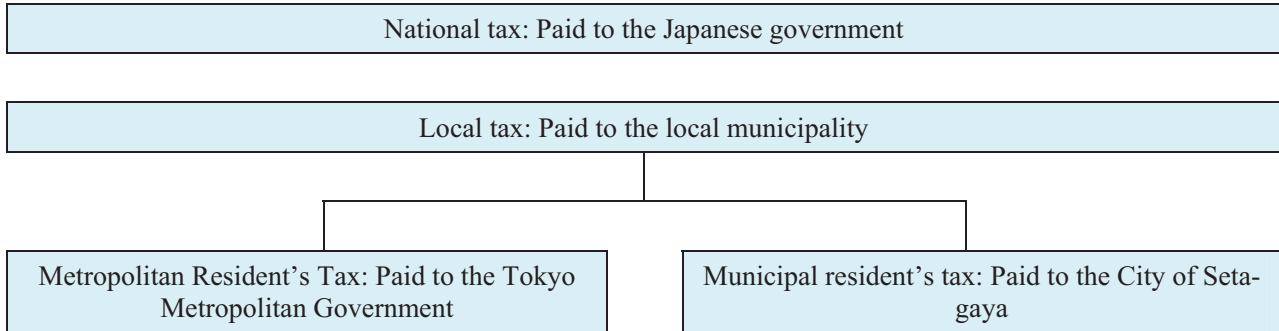 National tax: Paid to the Japanese government
Local tax: Paid to the local municipality
Metropolitan Resident’s Tax: Paid to the Tokyo
Metropolitan Government
Municipal resident’s tax: Paid to the City of Seta-
gaya